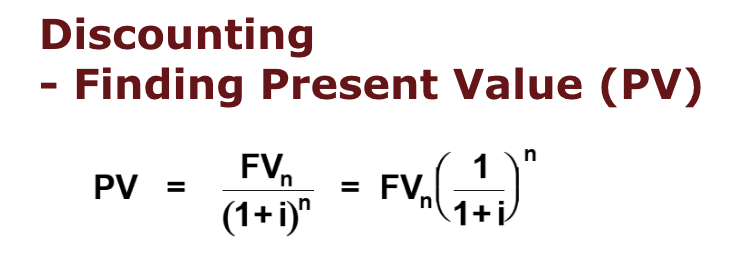 Discounting
- Finding Present Value (PV)
PV = FVₙ / (1+i)ⁿ = FVₙ(1 / 1+i)ⁿ